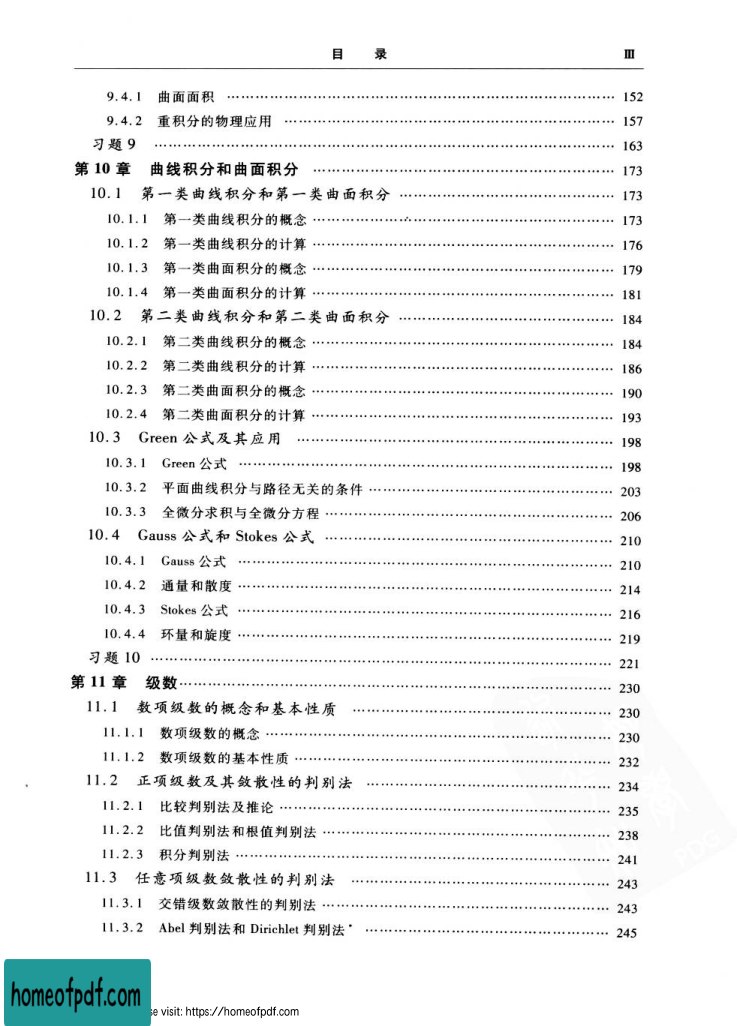 目 录 Ⅲ
9.4.1 曲面面积 …… 152
9.4.2 重积分的物理应用 …… 157
习题 9 …… 163
第 10 章 曲线积分和曲面积分 …… 173
10.1 第一类曲线积分和第一类曲面积分 …… 173
10.1.1 第一类曲线积分的概念 …… 173
10.1.2 第一类曲线积分的计算 …… 176
10.1.3 第一类曲面积分的概念 …… 179
10.1.4 第一类曲面积分的计算 …… 181
10.2 第二类曲线积分和第二类曲面积分 …… 184
10.2.1 第二类曲线积分的概念 …… 184
10.2.2 第二类曲线积分的计算 …… 186
10.2.3 第二类曲面积分的概念 …… 190
10.2.4 第二类曲面积分的计算 …… 193
10.3 Green 公式及其应用 …… 198
10.3.1 Green 公式 …… 198
10.3.2 平面曲线积分与路径无关的条件 …… 203
10.3.3 全微分求积与全微分方程 …… 206
10.4 Gauss 公式和 Stokes 公式 …… 210
10.4.1 Gauss 公式 …… 210
10.4.2 通量和散度 …… 214
10.4.3 Stokes 公式 …… 216
10.4.4 环量和旋度 …… 219
习题 10 …… 221
第 11 章 级数 …… 230
11.1 数项级数的概念和基本性质 …… 230
11.1.1 数项级数的概念 …… 230
11.1.2 数项级数的基本性质 …… 232
11.2 正项级数及其敛散性的判别法 …… 234
11.2.1 比较判别法及推论 …… 235
11.2.2 比值判别法和根值判别法 …… 238
11.2.3 积分判别法 …… 241
11.3 任意项级数敛散性的判别法 …… 243
11.3.1 交错级数敛散性的判别法 …… 243
11.3.2 Abel 判别法和 Dirichlet 判别法* …… 245
PDG
homeofpdf.com
se visit: https://homeofpdf.com